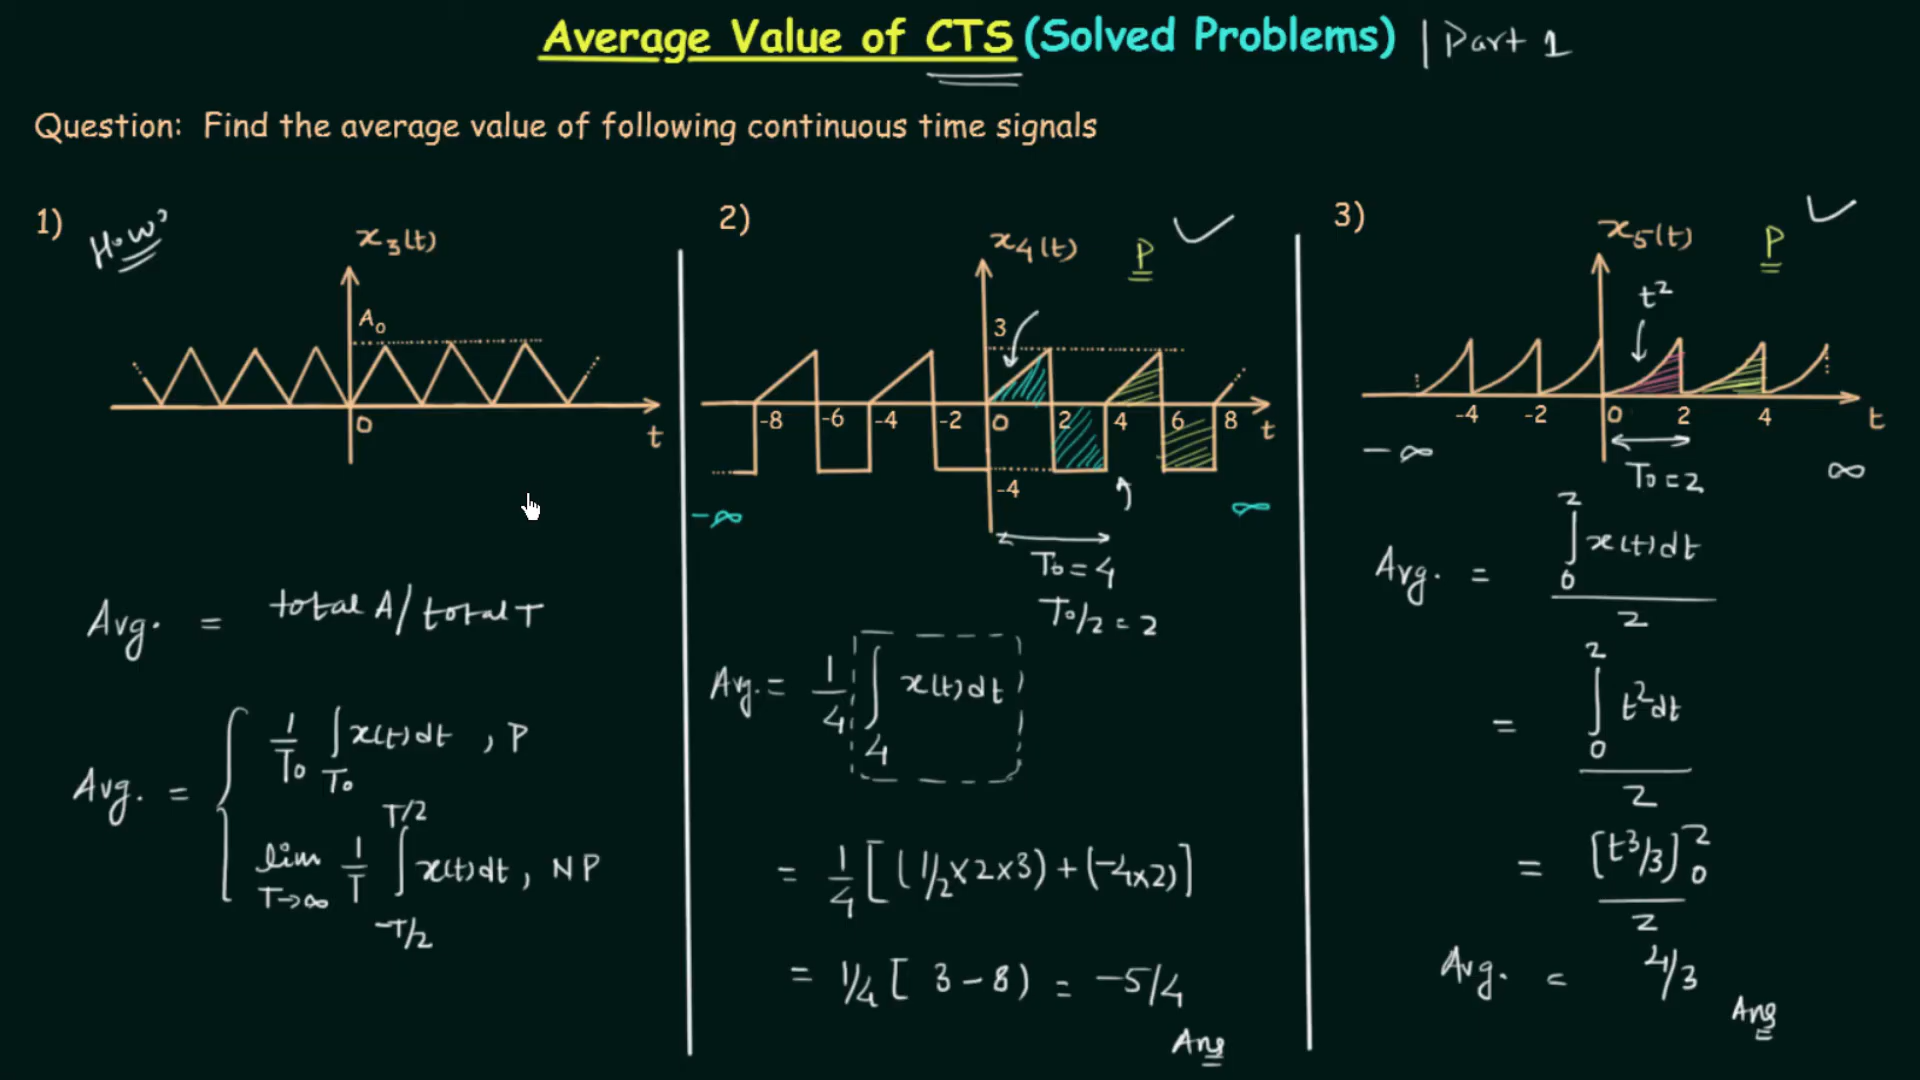 Average Value of CTS (Solved Problems) | Part 1
Question: Find the average value of following continuous time signals
1)
How?
x₃(t)
A₀
0
t
Avg. = total A/total T
Avg. = { 1/T₀ ∫T₀ x(t)dt , P
lim T→∞ 1/T ∫ -T/2 T/2 x(t)dt , NP
2)
x₄(t)
P
3
-8 -6 -4 -2 0 2 4 6 8 t
-4
-∞ ∞
T₀ = 4
T₀/2 = 2
Avg. = 1/4 ∫4 x(t)dt
= 1/4 [(1/2×2×3)+(-4×2)]
= 1/4 [ 3 - 8) = -5/4
Ans
3)
x₅(t)
P
t²
-4 -2 0 2 4 t
-∞ ∞
T₀ = 2
Avg. = ∫ 0 2 x(t)dt / 2
= ∫ 0 2 t²dt / 2
= [t³/3) 0 2 / 2
Avg. = 4/3
Ans